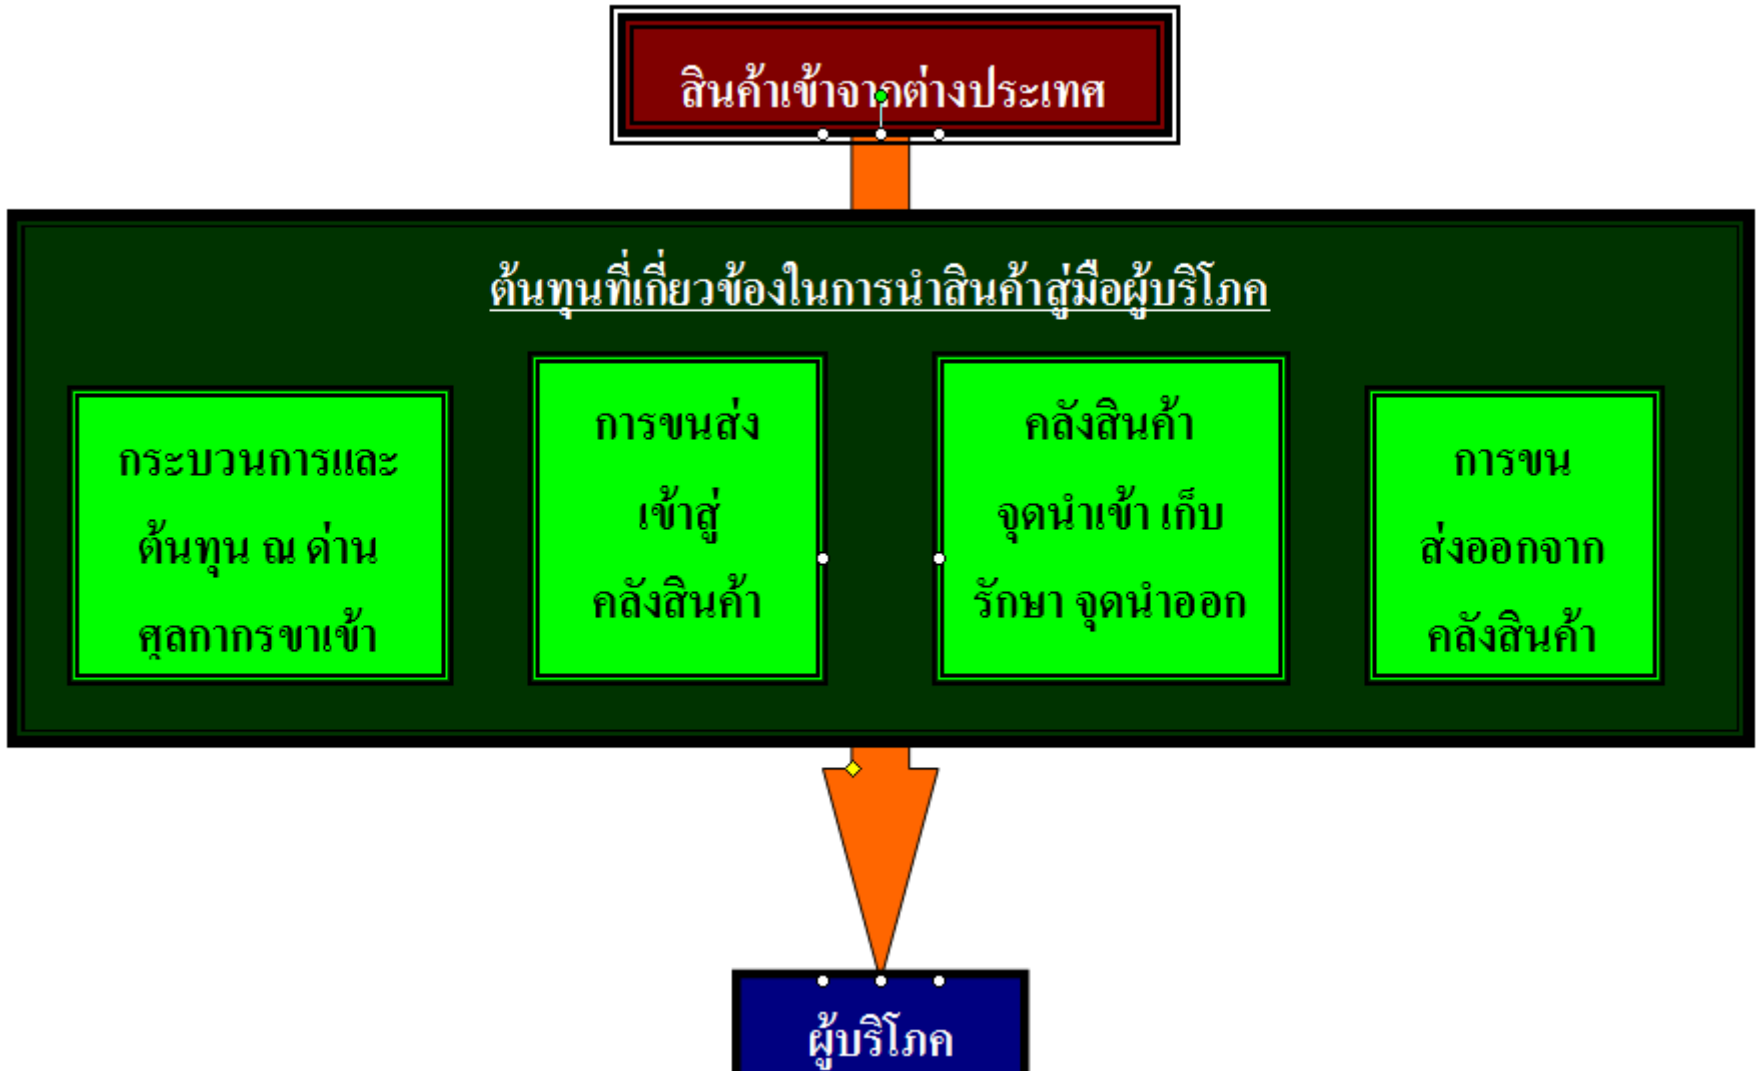 สินค้าเข้าจากต่างประเทศ
ต้นทุนที่เกี่ยวข้องในการนำสินค้าสู่มือผู้บริโภค
กระบวนการและ
ต้นทุน ณ ด่าน
ศุลกากรขาเข้า
การขนส่ง
เข้าสู่
คลังสินค้า
คลังสินค้า
จุดนำเข้า เก็บ
รักษา จุดนำออก
การขน
ส่งออกจาก
คลังสินค้า
ผู้บริโภค